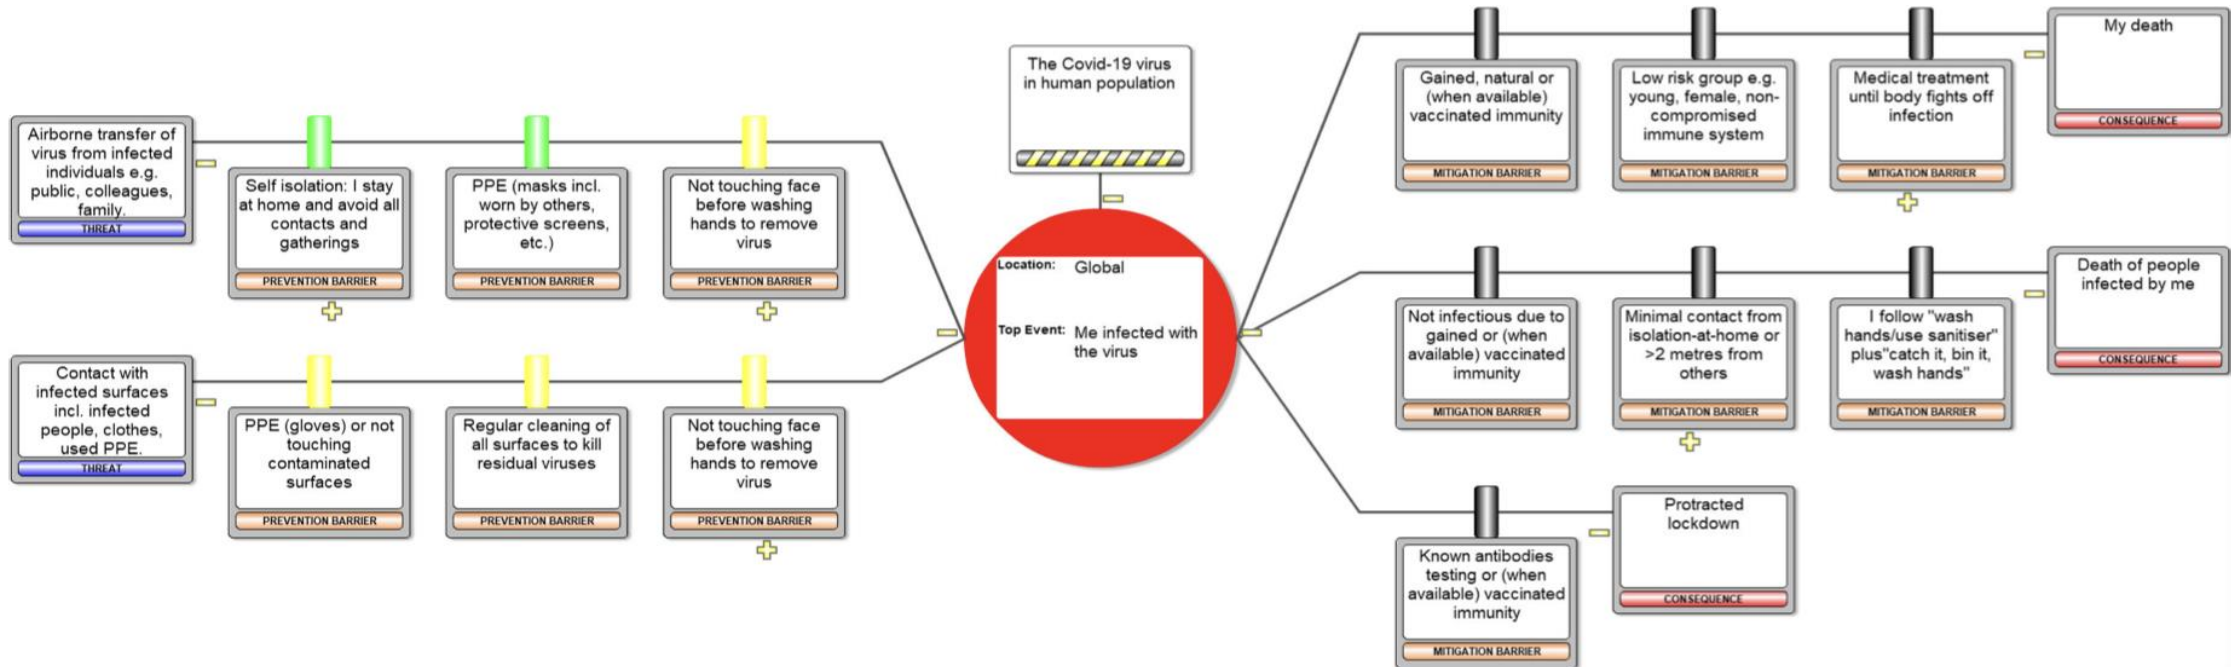 The Covid-19 virus
in human population
Airborne transfer of
virus from infected
individuals e.g.
public, colleagues,
family.
THREAT
Self isolation: I stay
at home and avoid all
contacts and
gatherings
PREVENTION BARRIER
PPE (masks incl.
worn by others,
protective screens,
etc.)
PREVENTION BARRIER
Not touching face
before washing
hands to remove
virus
PREVENTION BARRIER
Contact with
infected surfaces
incl. infected
people, clothes,
used PPE.
THREAT
PPE (gloves) or not
touching
contaminated
surfaces
PREVENTION BARRIER
Regular cleaning of
all surfaces to kill
residual viruses
PREVENTION BARRIER
Not touching face
before washing
hands to remove
virus
PREVENTION BARRIER
Location: Global
Top Event: Me infected with
the virus
Gained, natural or
(when available)
vaccinated immunity
MITIGATION BARRIER
Low risk group e.g.
young, female, non-
compromised
immune system
MITIGATION BARRIER
Medical treatment
until body fights off
infection
MITIGATION BARRIER
My death
CONSEQUENCE
Not infectious due to
gained or (when
available) vaccinated
immunity
MITIGATION BARRIER
Minimal contact from
isolation-at-home or
>2 metres from
others
MITIGATION BARRIER
I follow "wash
hands/use sanitiser"
plus"catch it, bin it,
wash hands"
MITIGATION BARRIER
Death of people
infected by me
CONSEQUENCE
Known antibodies
testing or (when
available) vaccinated
immunity
MITIGATION BARRIER
Protracted
lockdown
CONSEQUENCE